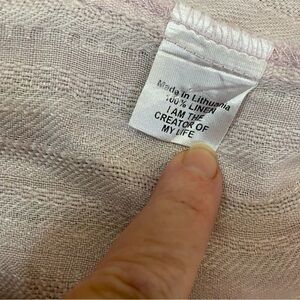 Made in Lithuania
100% LINEN
I AM THE
CREATOR OF
MY LIFE